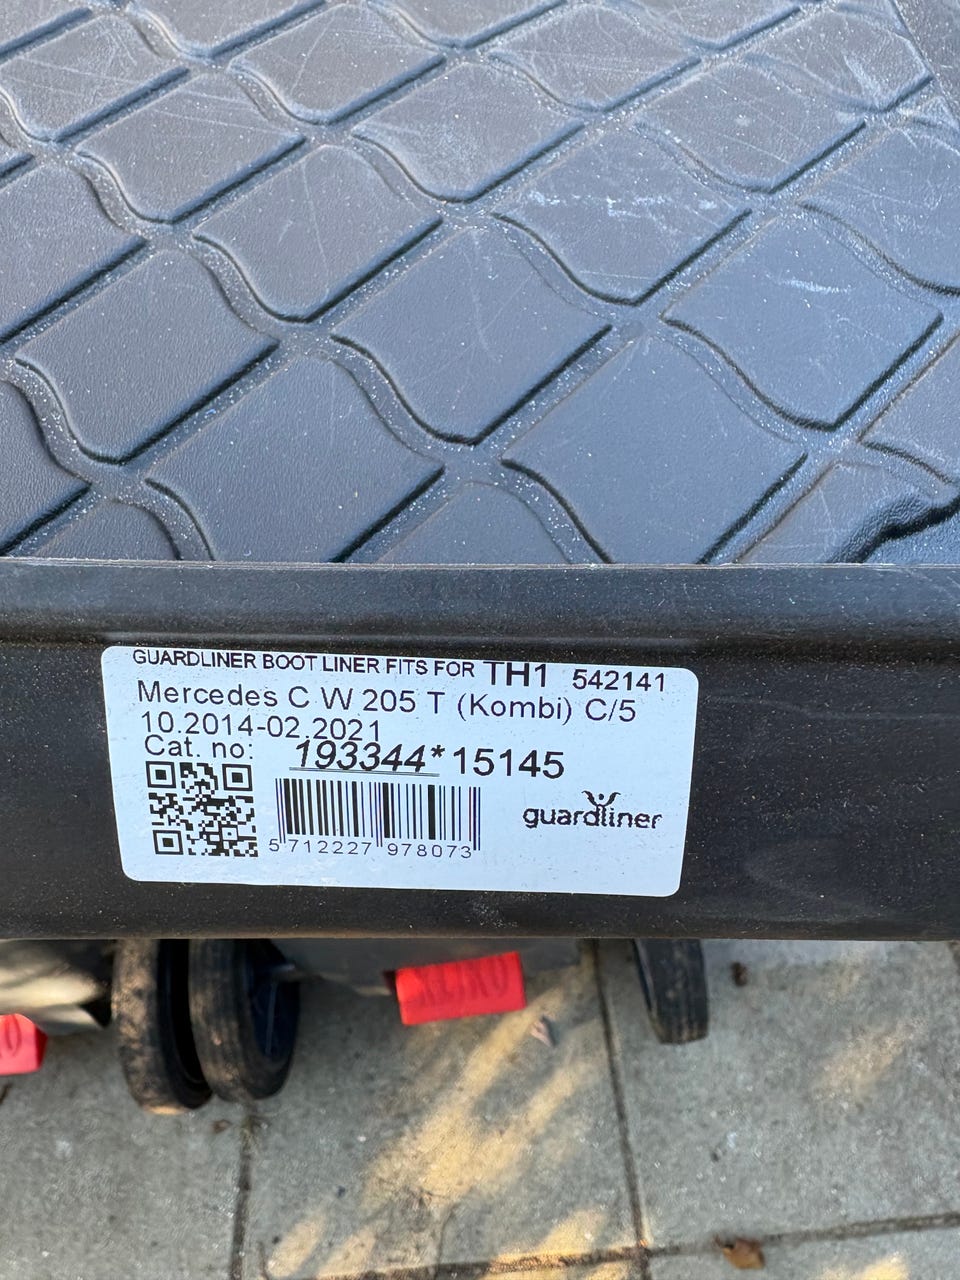 GUARDLINER BOOT LINER FITS FOR TH1 542141
Mercedes C W 205 T (Kombi) C/5
10.2014-02.2021
Cat. no: 193344*15145
guardliner
5 712227 978073